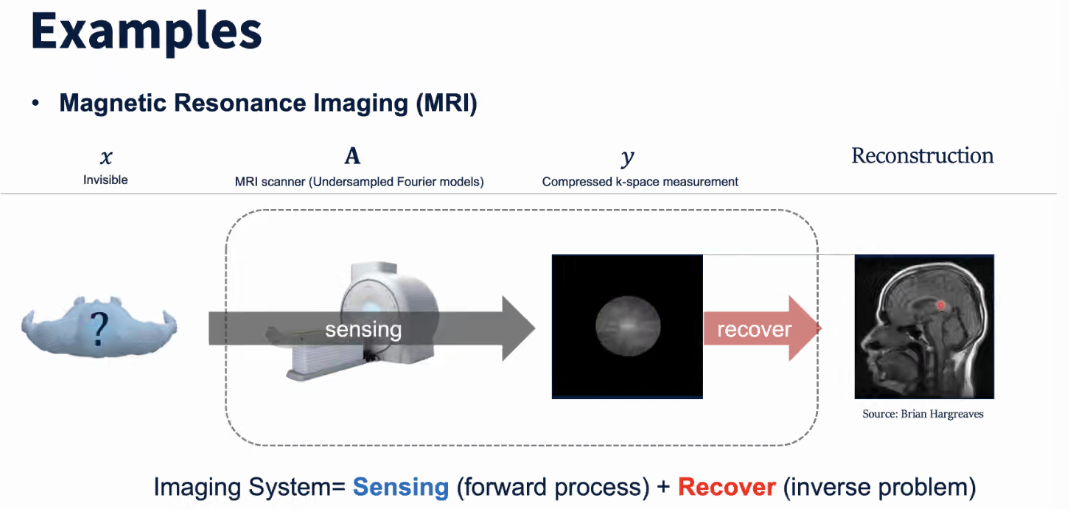 Examples
• Magnetic Resonance Imaging (MRI)
x A y Reconstruction
Invisible MRI scanner (Undersampled Fourier models) Compressed k-space measurement
? sensing recover
Source: Brian Hargreaves
Imaging System= Sensing (forward process) + Recover (inverse problem)